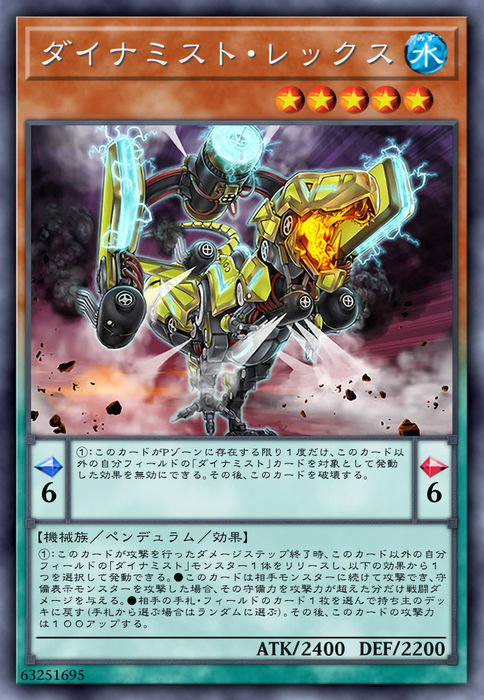 ダイナミスト・レックス
みず
水
①：このカードがPゾーンに存在する限り１度だけ、このカード以
外の自分フィールドの「ダイナミスト」カードを対象として発動
した効果を無効にできる。その後、このカードを破壊する。
6
6
【機械族／ペンデュラム／効果】
①：このカードが攻撃を行ったダメージステップ終了時、このカード以外の自分
フィールドの「ダイナミスト」モンスター１体をリリースし、以下の効果から１
つを選択して発動できる。●このカードは相手モンスターに続けて攻撃でき、守
備表示モンスターを攻撃した場合、その守備力を攻撃力が超えた分だけ戦闘ダ
メージを与える。●相手の手札・フィールドのカード１枚を選んで持ち主のデッ
キに戻す（手札から選ぶ場合はランダムに選ぶ）。その後、このカードの攻撃力
は１００アップする。
ATK/2400 DEF/2200
63251695